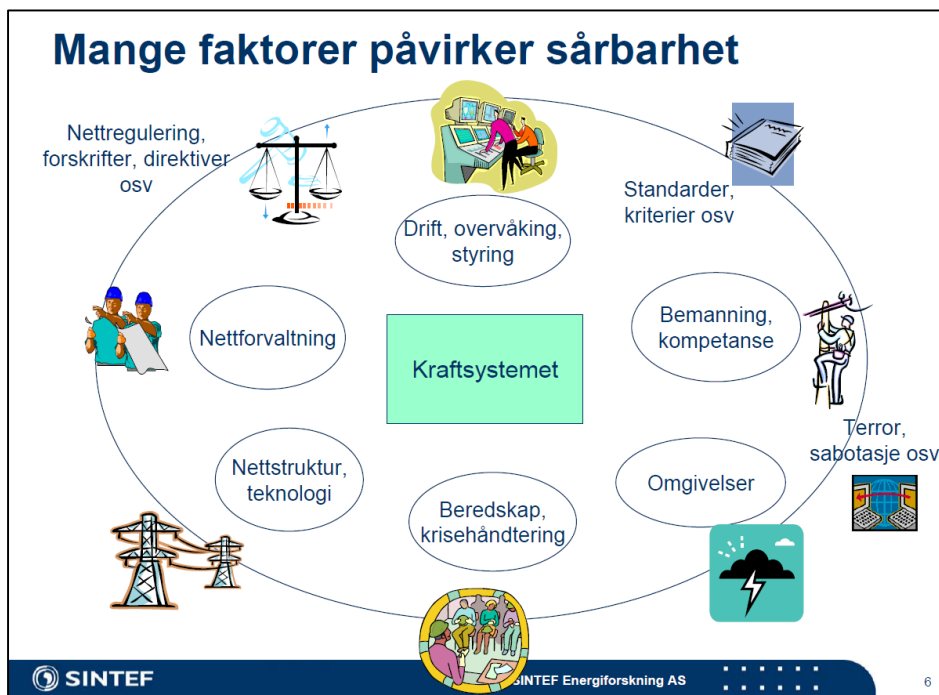 Mange faktorer påvirker sårbarhet
Nettregulering,
forskrifter, direktiver
osv
Standarder,
kriterier osv
Drift, overvåking,
styring
Nettforvaltning
Bemanning,
kompetanse
Kraftsystemet
Terror,
sabotasje osv
Nettstruktur,
teknologi
Omgivelser
Beredskap,
krisehåndtering
SINTEF
SINTEF Energiforskning AS
6